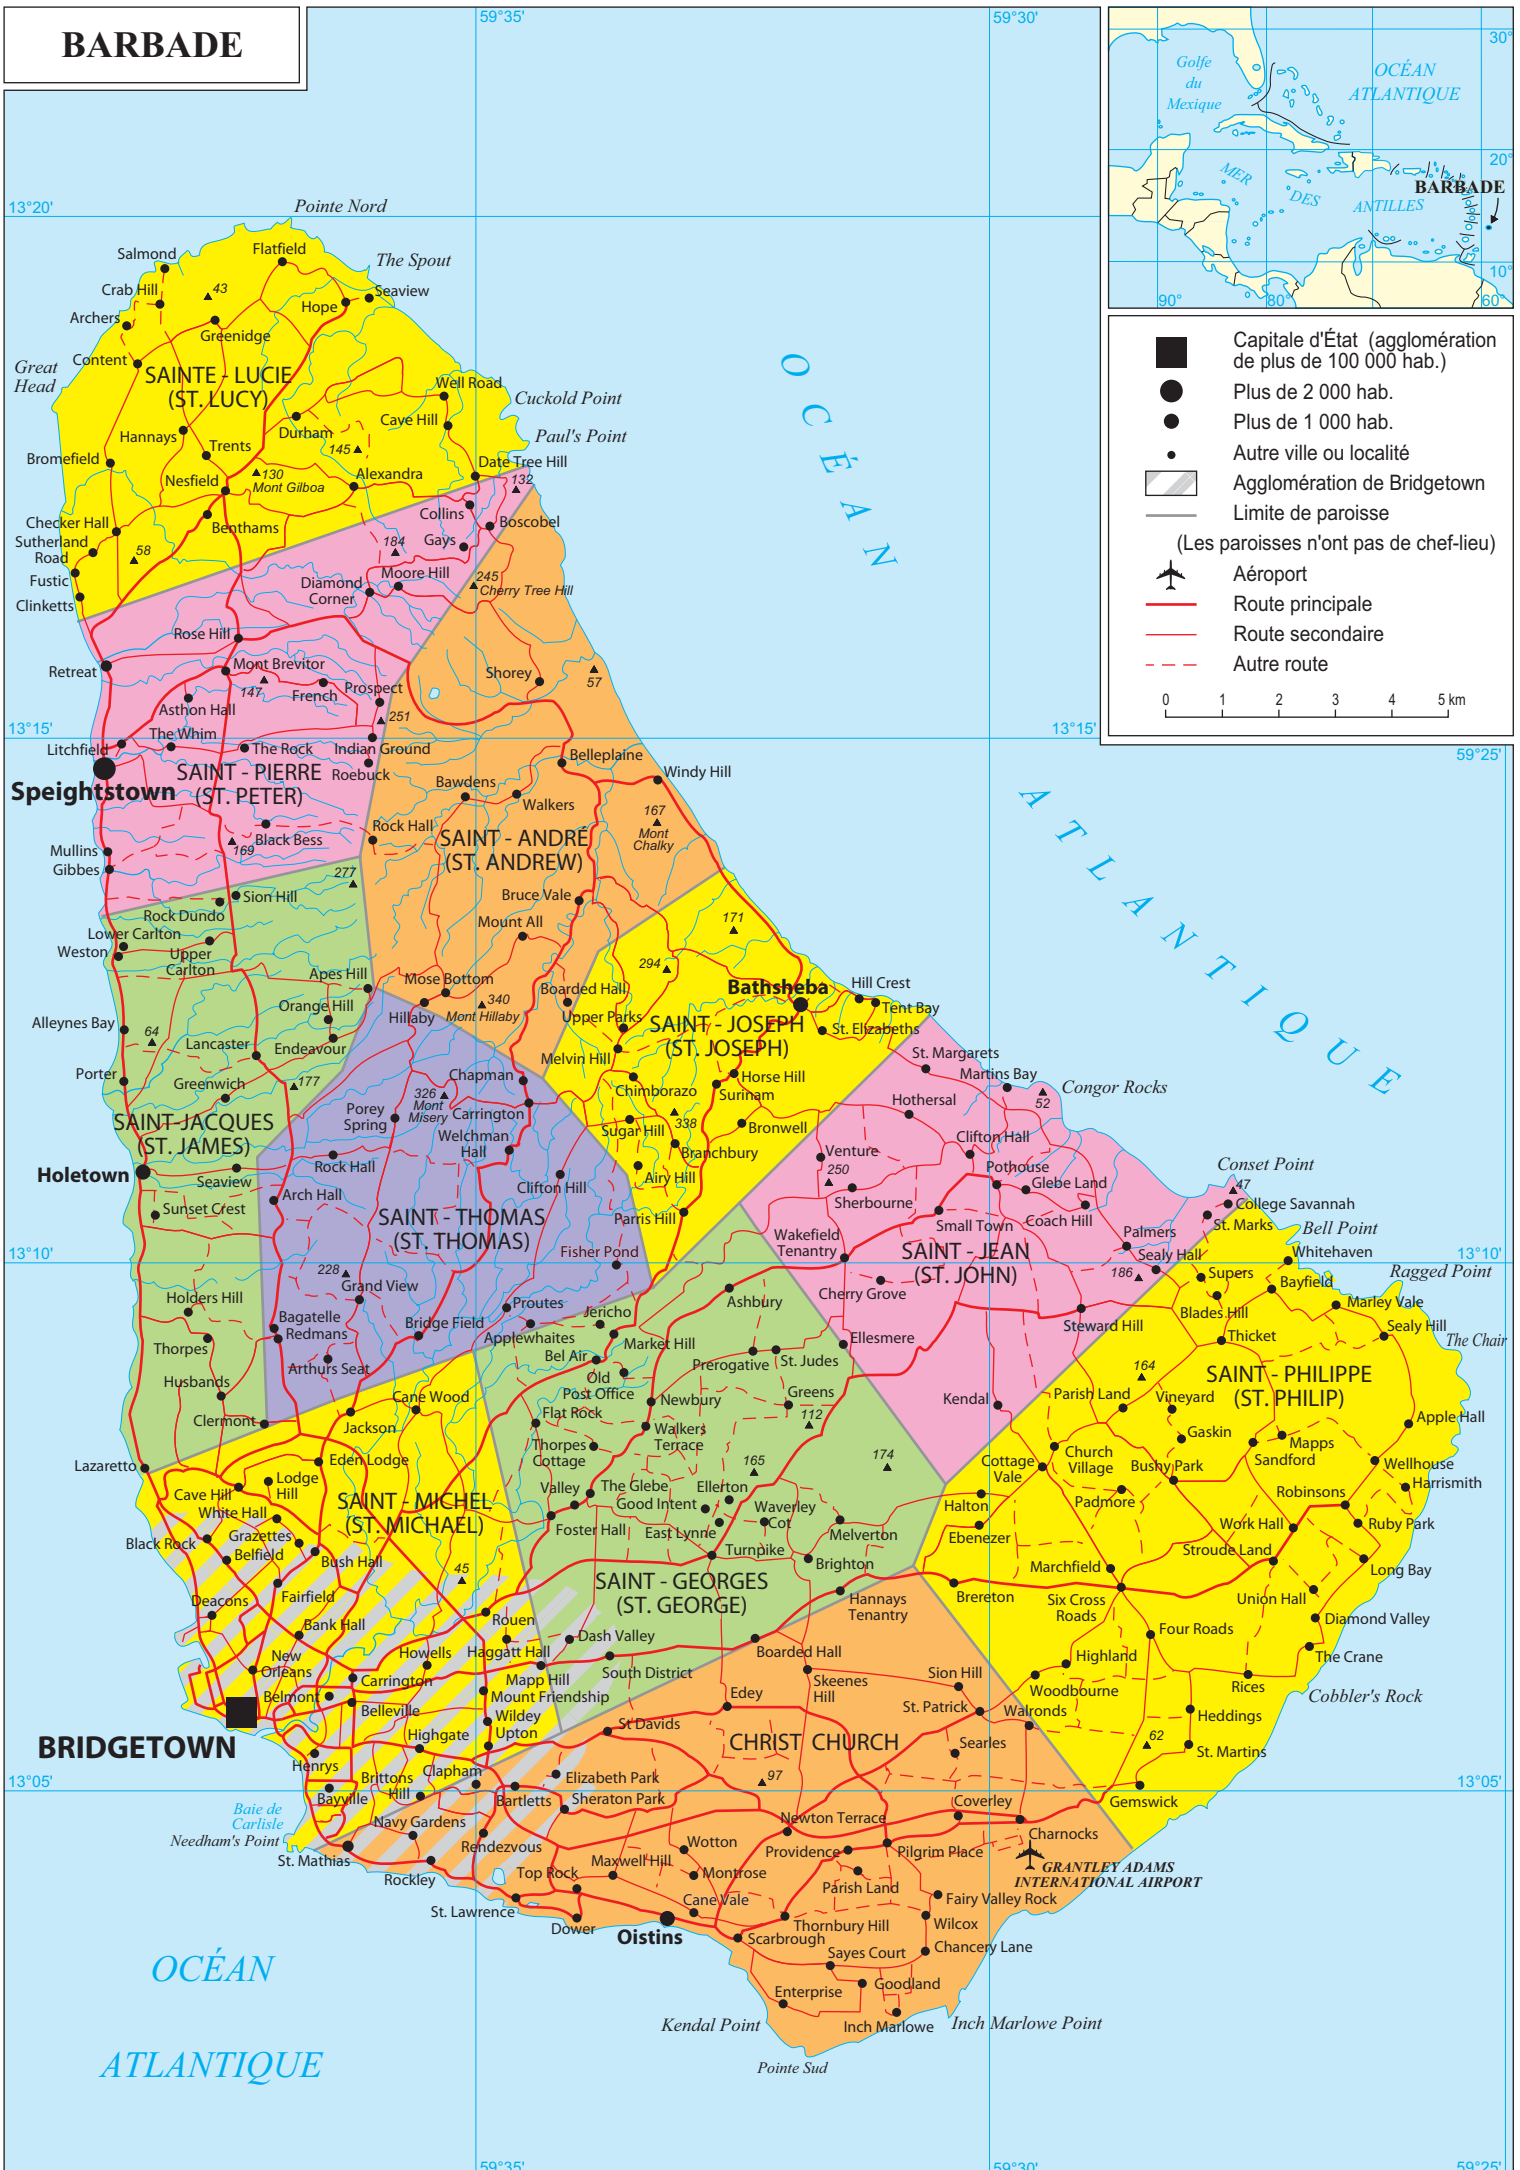 BARBADE
59°35'
59°30'
Golfe
du
Mexique
OCÉAN
ATLANTIQUE
MER
DES
ANTILLES
BARBADE
30°
20°
10°
90°
80°
60°
Capitale d'État (agglomération
de plus de 100 000 hab.)
Plus de 2 000 hab.
Plus de 1 000 hab.
Autre ville ou localité
Agglomération de Bridgetown
Limite de paroisse
(Les paroisses n'ont pas de chef-lieu)
Aéroport
Route principale
Route secondaire
Autre route
0 1 2 3 4 5 km
13°20'
Pointe Nord
Salmond
Flatfield
The Spout
Crab Hill
43
Seaview
Hope
Archers
Greenidge
Content
Great
Head
SAINTE - LUCIE
(ST. LUCY)
Well Road
Cuckold Point
Cave Hill
Durham
Hannays
Trents
145
Paul's Point
Bromefield
130
Mont Gilboa
Nesfield
Alexandra
Date Tree Hill
132
Collins
Boscobel
Benthams
Checker Hall
Sutherland
Road
58
184
Gays
Fustic
Clinketts
Moore Hill
Diamond
Corner
245
Cherry Tree Hill
Rose Hill
Retreat
Mont Brevitor
147
French
Prospect
Shorey
57
Asthon Hall
251
13°15'
13°15'
59°25'
Litchfield
The Whim
The Rock
Indian Ground
Roebuck
Belleplaine
Windy Hill
Speightstown
SAINT - PIERRE
(ST. PETER)
Bawdens
Walkers
167
Mont
Chalky
Rock Hall
SAINT - ANDRÉ
(ST. ANDREW)
Black Bess
169
Mullins
Gibbes
277
Sion Hill
Rock Dundo
Bruce Vale
Mount All
171
Lower Carlton
Weston
Upper
Carlton
294
Apes Hill
Mose Bottom
Boarded Hall
Bathsheba
Hill Crest
Tent Bay
Orange Hill
Hillaby
340
Mont Hillaby
Upper Parks
SAINT - JOSEPH
(ST. JOSEPH)
St. Elizabeths
Alleynes Bay
64
Lancaster
Endeavour
Melvin Hill
St. Margarets
Martins Bay
52
Congor Rocks
Porter
Greenwich
177
Chapman
Chimborazo
Horse Hill
Surinam
Hothersal
326
Mont
Misery
Carrington
Porey
Spring
SAINT-JACQUES
(ST. JAMES)
338
Bronwell
Sugar Hill
Welchman
Hall
Branchbury
Venture
Clifton Hall
Pothouse
Conset Point
47
Holetown
Rock Hall
Seaview
Airy Hill
250
Sherbourne
Glebe Land
College Savannah
Clifton Hill
Arch Hall
Sunset Crest
SAINT - THOMAS
(ST. THOMAS)
Parris Hill
Small Town
Coach Hill
St. Marks
Bell Point
Wakefield
Tenantry
SAINT - JEAN
(ST. JOHN)
Palmers
Sealy Hall
Whitehaven
13°10'
13°10'
Fisher Pond
228
Grand View
Cherry Grove
186
Supers
Bayfield
Ragged Point
Holders Hill
Proutes
Ashbury
Blades Hill
Marley Vale
Bagatelle
Redmans
Bridge Field
Jericho
Applewhaites
Market Hill
Ellesmere
Steward Hill
Thicket
Sealy Hill
The Chair
Thorpes
Arthurs Seat
Bel Air
Prerogative
St. Judes
Husbands
Old
Post Office
164
SAINT - PHILIPPE
(ST. PHILIP)
Cane Wood
Newbury
Greens
Kendal
Parish Land
Vineyard
Clermont
Jackson
Flat Rock
112
Apple Hall
Walkers
Terrace
Gaskin
Mapps
Thorpes
Cottage
Church
Village
Sandford
Lazaretto
Eden Lodge
165
174
Cottage
Vale
Bushy Park
Wellhouse
Harrismith
Lodge
Hill
Cave Hill
The Glebe
Valley
Ellerton
Good Intent
Halton
Padmore
Robinsons
White Hall
SAINT - MICHEL
(ST. MICHAEL)
Waverley
Cot
Melverton
Black Rock
Grazettes
Belfield
Foster Hall
East Lynne
Ebenezer
Work Hall
Ruby Park
Bush Hall
Turnpike
Brighton
Stroude Land
45
Marchfield
Long Bay
Fairfield
SAINT - GEORGES
(ST. GEORGE)
Deacons
Rouen
Hannays
Tenantry
Brereton
Six Cross
Roads
Union Hall
Bank Hall
Haggatt Hall
Dash Valley
Boarded Hall
Four Roads
Diamond Valley
New
Orleans
Howells
The Crane
Carrington
Mapp Hill
South District
Skeenes
Hill
Sion Hill
Highland
Belmont
Belleville
Mount Friendship
Edey
Woodbourne
Rices
Cobbler's Rock
St. Patrick
Walronds
Heddings
BRIDGETOWN
Highgate
Wildey
Upton
St Davids
CHRIST CHURCH
62
Henrys
Searles
St. Martins
Clapham
Elizabeth Park
97
13°05'
13°05'
Brittons
Hill
Bartletts
Sheraton Park
Gemswick
Bayville
Baie de
Carlisle
Navy Gardens
Newton Terrace
Coverley
Needham's Point
Rendezvous
Wotton
Providence
Pilgrim Place
Charnocks
St. Mathias
Top Rock
Maxwell Hill
Montrose
GRANTLEY ADAMS
INTERNATIONAL AIRPORT
Rockley
Parish Land
Cane Vale
Fairy Valley Rock
St. Lawrence
Dower
Oistins
Thornbury Hill
Wilcox
Scarbrough
Sayes Court
Chancery Lane
Goodland
Enterprise
Kendal Point
Inch Marlowe
Inch Marlowe Point
Pointe Sud
OCÉAN
ATLANTIQUE
OCÉAN
ATLANTIQUE
59°35'
59°30'
59°25'